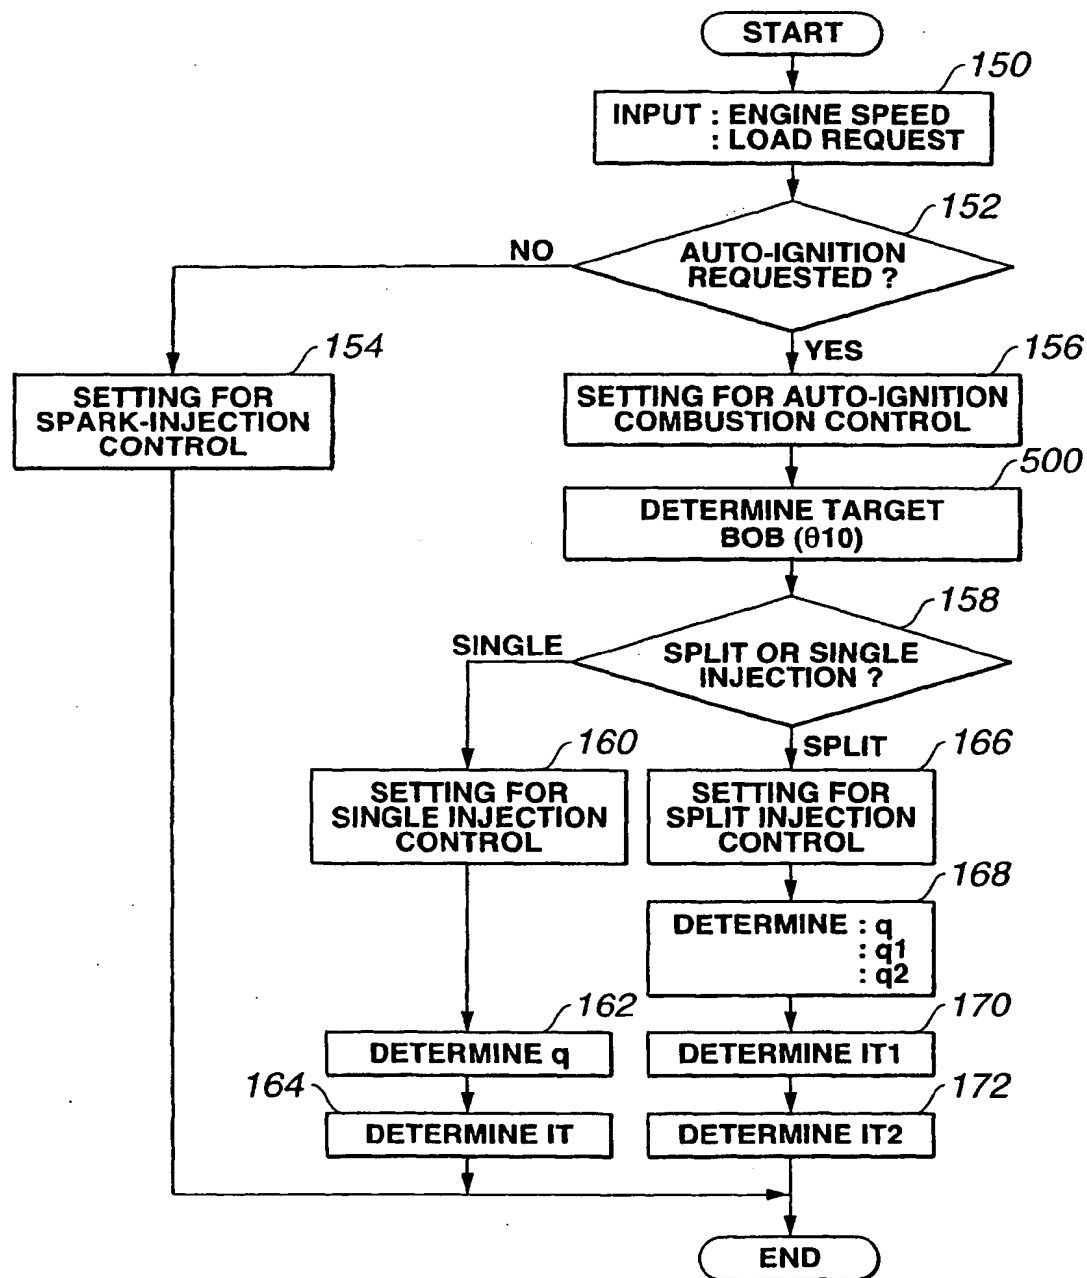 START
150
INPUT : ENGINE SPEED
: LOAD REQUEST
152
AUTO-IGNITION
REQUESTED ?
NO
YES
154
SETTING FOR
SPARK-INJECTION
CONTROL
156
SETTING FOR AUTO-IGNITION
COMBUSTION CONTROL
500
DETERMINE TARGET
BOB (θ10)
158
SPLIT OR SINGLE
INJECTION ?
SINGLE
SPLIT
160
SETTING FOR
SINGLE INJECTION
CONTROL
166
SETTING FOR
SPLIT INJECTION
CONTROL
168
DETERMINE : q
: q1
: q2
162
DETERMINE q
170
DETERMINE IT1
164
DETERMINE IT
172
DETERMINE IT2
END